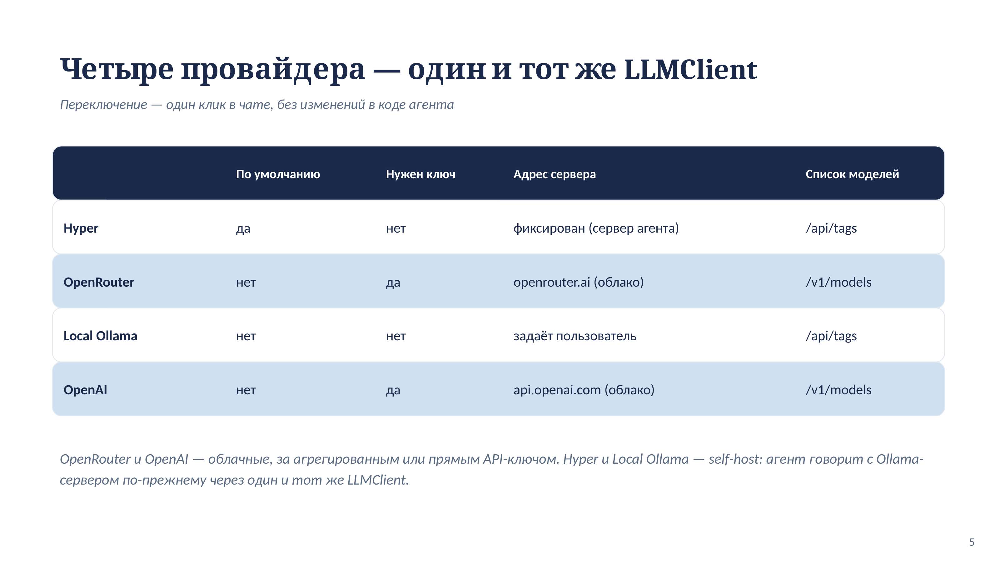 Четыре провайдера — один и тот же LLMClient
Переключение — один клик в чате, без изменений в коде агента
По умолчанию Нужен ключ Адрес сервера Список моделей
Hyper да нет фиксирован (сервер агента) /api/tags
OpenRouter нет да openrouter.ai (облако) /v1/models
Local Ollama нет нет задаёт пользователь /api/tags
OpenAI нет да api.openai.com (облако) /v1/models
OpenRouter и OpenAI — облачные, за агрегированным или прямым API-ключом. Hyper и Local Ollama — self-host: агент говорит с Ollama-
сервером по-прежнему через один и тот же LLMClient.
5